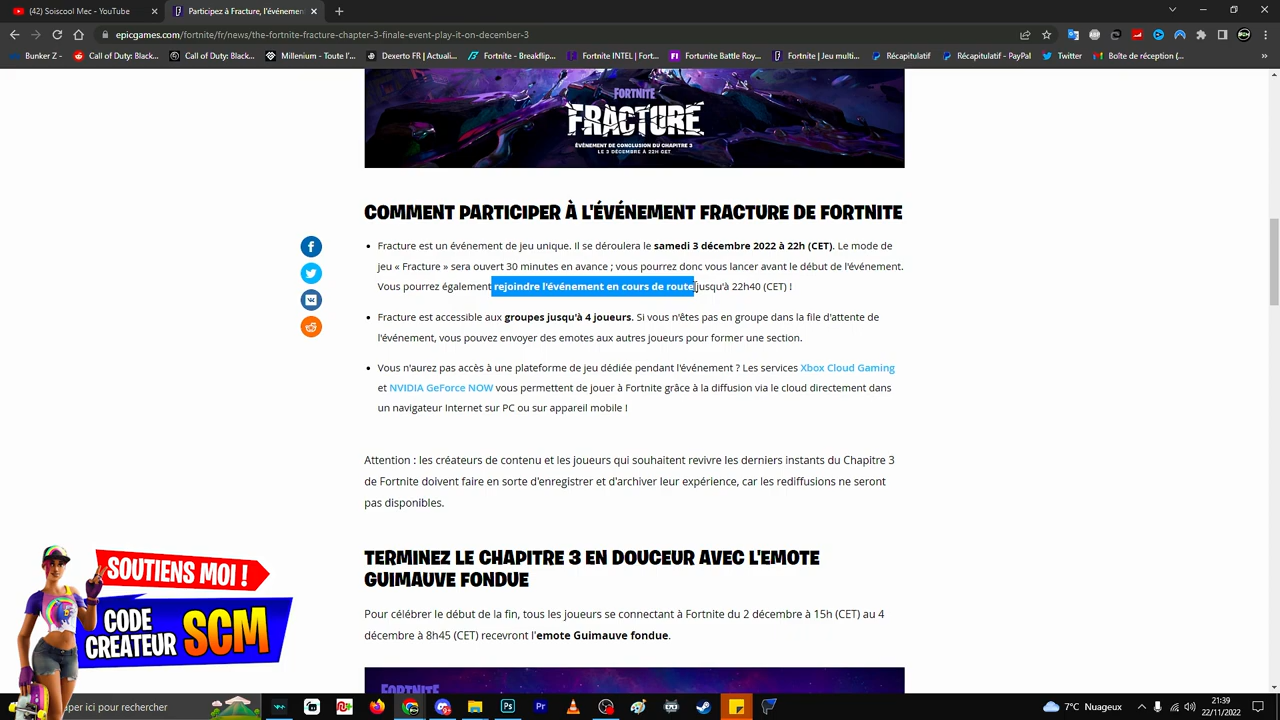 (42) Soiscool Mec - YouTube
Participez à Fracture, l'événemen
epicgames.com/fortnite/fr/news/the-fortnite-fracture-chapter-3-finale-event-play-it-on-december-3
Bunker Z -
Call of Duty: Black...
Call of Duty: Black...
Millenium - Toute l'...
Dexerto FR | Actuali...
Fortnite - Breakflip...
Fortnite INTEL | Fort...
Fortunite Battle Roy...
Fortnite | Jeu multi...
Récapitulatif
Récapitulatif - PayPal
Twitter
Boîte de réception (...
FORTNITE
FRACTURE
ÉVÉNEMENT DE CONCLUSION DU CHAPITRE 3
LE 3 DÉCEMBRE À 22H CET
COMMENT PARTICIPER À L'ÉVÉNEMENT FRACTURE DE FORTNITE
Fracture est un événement de jeu unique. Il se déroulera le samedi 3 décembre 2022 à 22h (CET). Le mode de
jeu « Fracture » sera ouvert 30 minutes en avance ; vous pourrez donc vous lancer avant le début de l'événement.
Vous pourrez également rejoindre l'événement en cours de route jusqu'à 22h40 (CET) !
Fracture est accessible aux groupes jusqu'à 4 joueurs. Si vous n'êtes pas en groupe dans la file d'attente de
l'événement, vous pouvez envoyer des emotes aux autres joueurs pour former une section.
Vous n'aurez pas accès à une plateforme de jeu dédiée pendant l'événement ? Les services Xbox Cloud Gaming
et NVIDIA GeForce NOW vous permettent de jouer à Fortnite grâce à la diffusion via le cloud directement dans
un navigateur Internet sur PC ou sur appareil mobile !
Attention : les créateurs de contenu et les joueurs qui souhaitent revivre les derniers instants du Chapitre 3
de Fortnite doivent faire en sorte d'enregistrer et d'archiver leur expérience, car les rediffusions ne seront
pas disponibles.
TERMINEZ LE CHAPITRE 3 EN DOUCEUR AVEC L'EMOTE
GUIMAUVE FONDUE
Pour célébrer le début de la fin, tous les joueurs se connectant à Fortnite du 2 décembre à 15h (CET) au 4
décembre à 8h45 (CET) recevront l'emote Guimauve fondue.
FORTNITE
SOUTIENS MOI !
CODE
CREATEUR SCM
aper ici pour rechercher
7°C Nuageux
21:39
22/11/2022